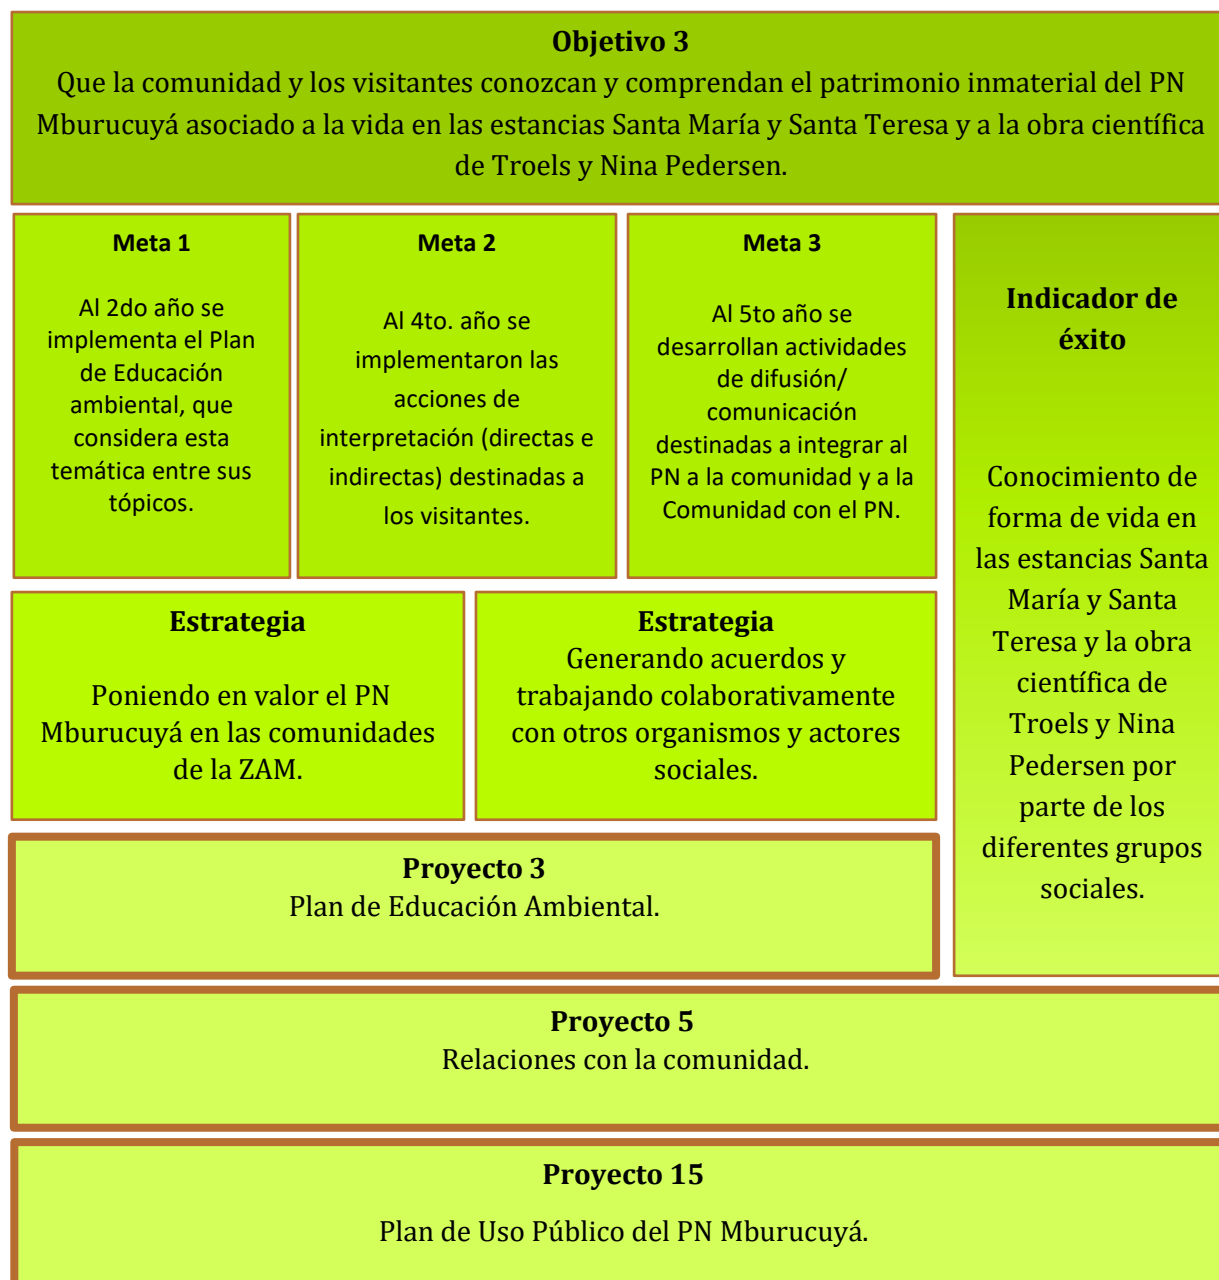 Objetivo 3
Que la comunidad y los visitantes conozcan y comprendan el patrimonio inmaterial del PN
Mburucuyá asociado a la vida en las estancias Santa María y Santa Teresa y a la obra científica
de Troels y Nina Pedersen.
Meta 1
Al 2do año se
implementa el Plan
de Educación
ambiental, que
considera esta
temática entre sus
tópicos.
Meta 2
Al 4to. año se
implementaron las
acciones de
interpretación (directas e
indirectas) destinadas a
los visitantes.
Meta 3
Al 5to año se
desarrollan actividades
de difusión/
comunicación
destinadas a integrar al
PN a la comunidad y a la
Comunidad con el PN.
Indicador de
éxito
Conocimiento de
forma de vida en
las estancias Santa
María y Santa
Teresa y la obra
científica de
Troels y Nina
Pedersen por
parte de los
diferentes grupos
sociales.
Estrategia
Poniendo en valor el PN
Mburucuyá en las comunidades
de la ZAM.
Estrategia
Generando acuerdos y
trabajando colaborativamente
con otros organismos y actores
sociales.
Proyecto 3
Plan de Educación Ambiental.
Proyecto 5
Relaciones con la comunidad.
Proyecto 15
Plan de Uso Público del PN Mburucuyá.